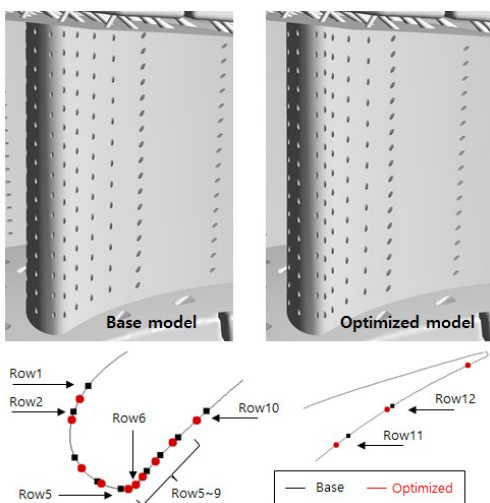 Base model
Optimized model
Row1
Row2
Row6
Row10
Row5
Row5~9
Row12
Row11
Base
Optimized